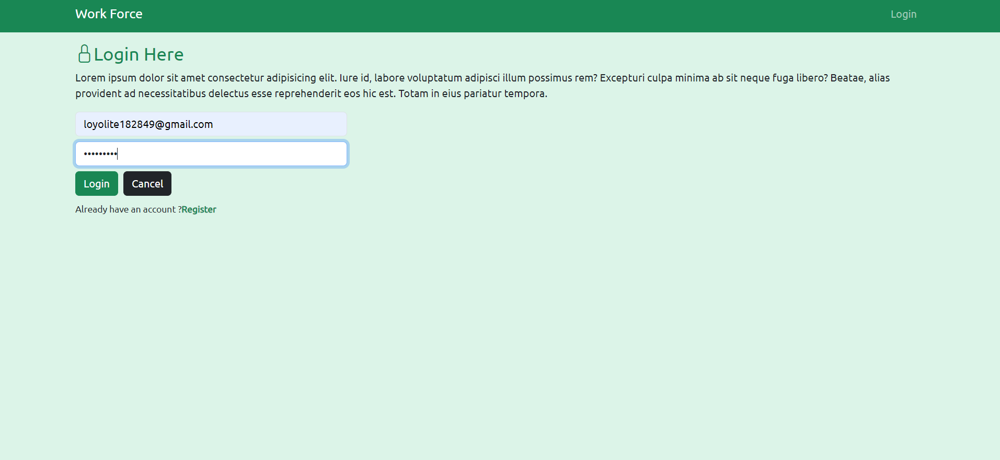 Work Force
Login
Login Here
Lorem ipsum dolor sit amet consectetur adipisicing elit. Iure id, labore voluptatum adipisci illum possimus rem? Excepturi culpa minima ab sit neque fuga libero? Beatae, alias
provident ad necessitatibus delectus esse reprehenderit eos hic est. Totam in eius pariatur tempora.
loyolite182849@gmail.com
•••••••••
Login
Cancel
Already have an account ?Register